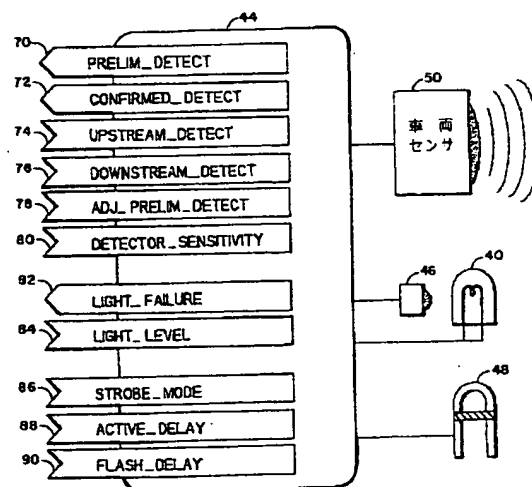 44
70 PRELIM_DETECT
72 CONFIRMED_DETECT
74 UPSTREAM_DETECT
76 DOWNSTREAM_DETECT
78 ADJ_PRELIM_DETECT
80 DETECTOR_SENSITIVITY
92 LIGHT_FAILURE
84 LIGHT_LEVEL
86 STROBE_MODE
88 ACTIVE_DELAY
90 FLASH_DELAY
50
車両
センサ
46
40
48